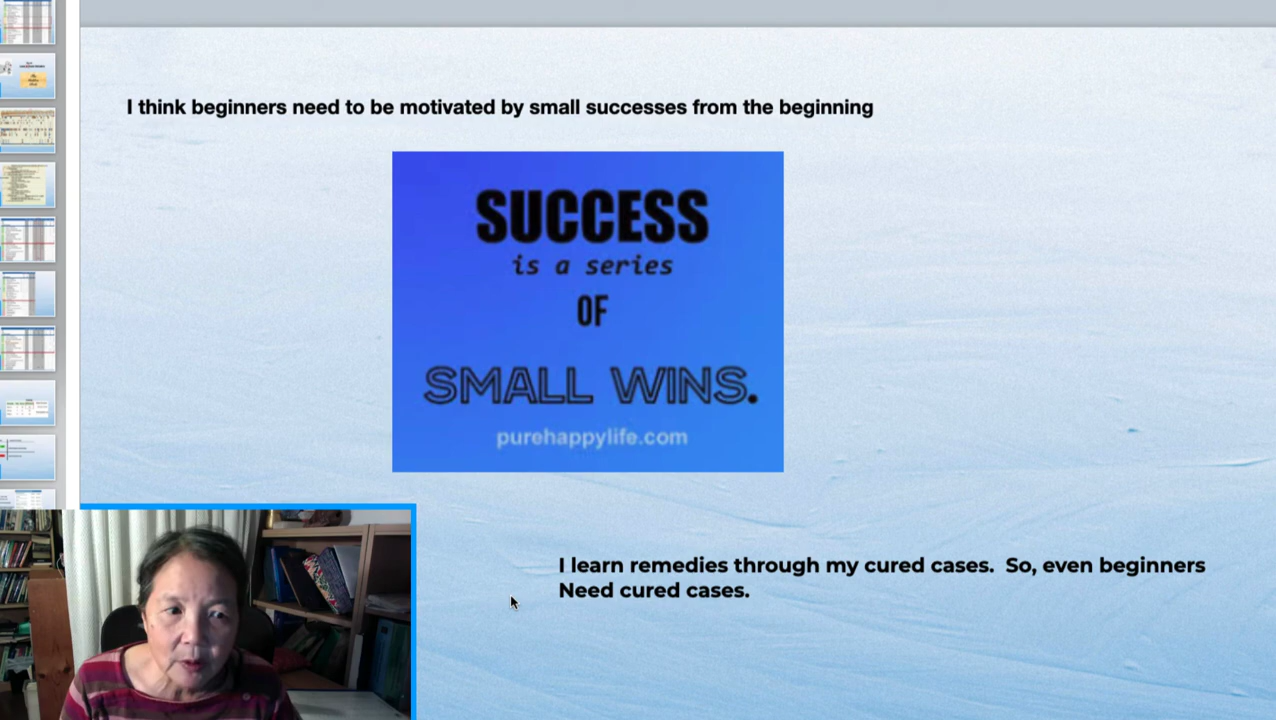 I think beginners need to be motivated by small successes from the beginning
SUCCESS
is a series
OF
SMALL WINS.
purehappylife.com
I learn remedies through my cured cases.  So, even beginners
Need cured cases.